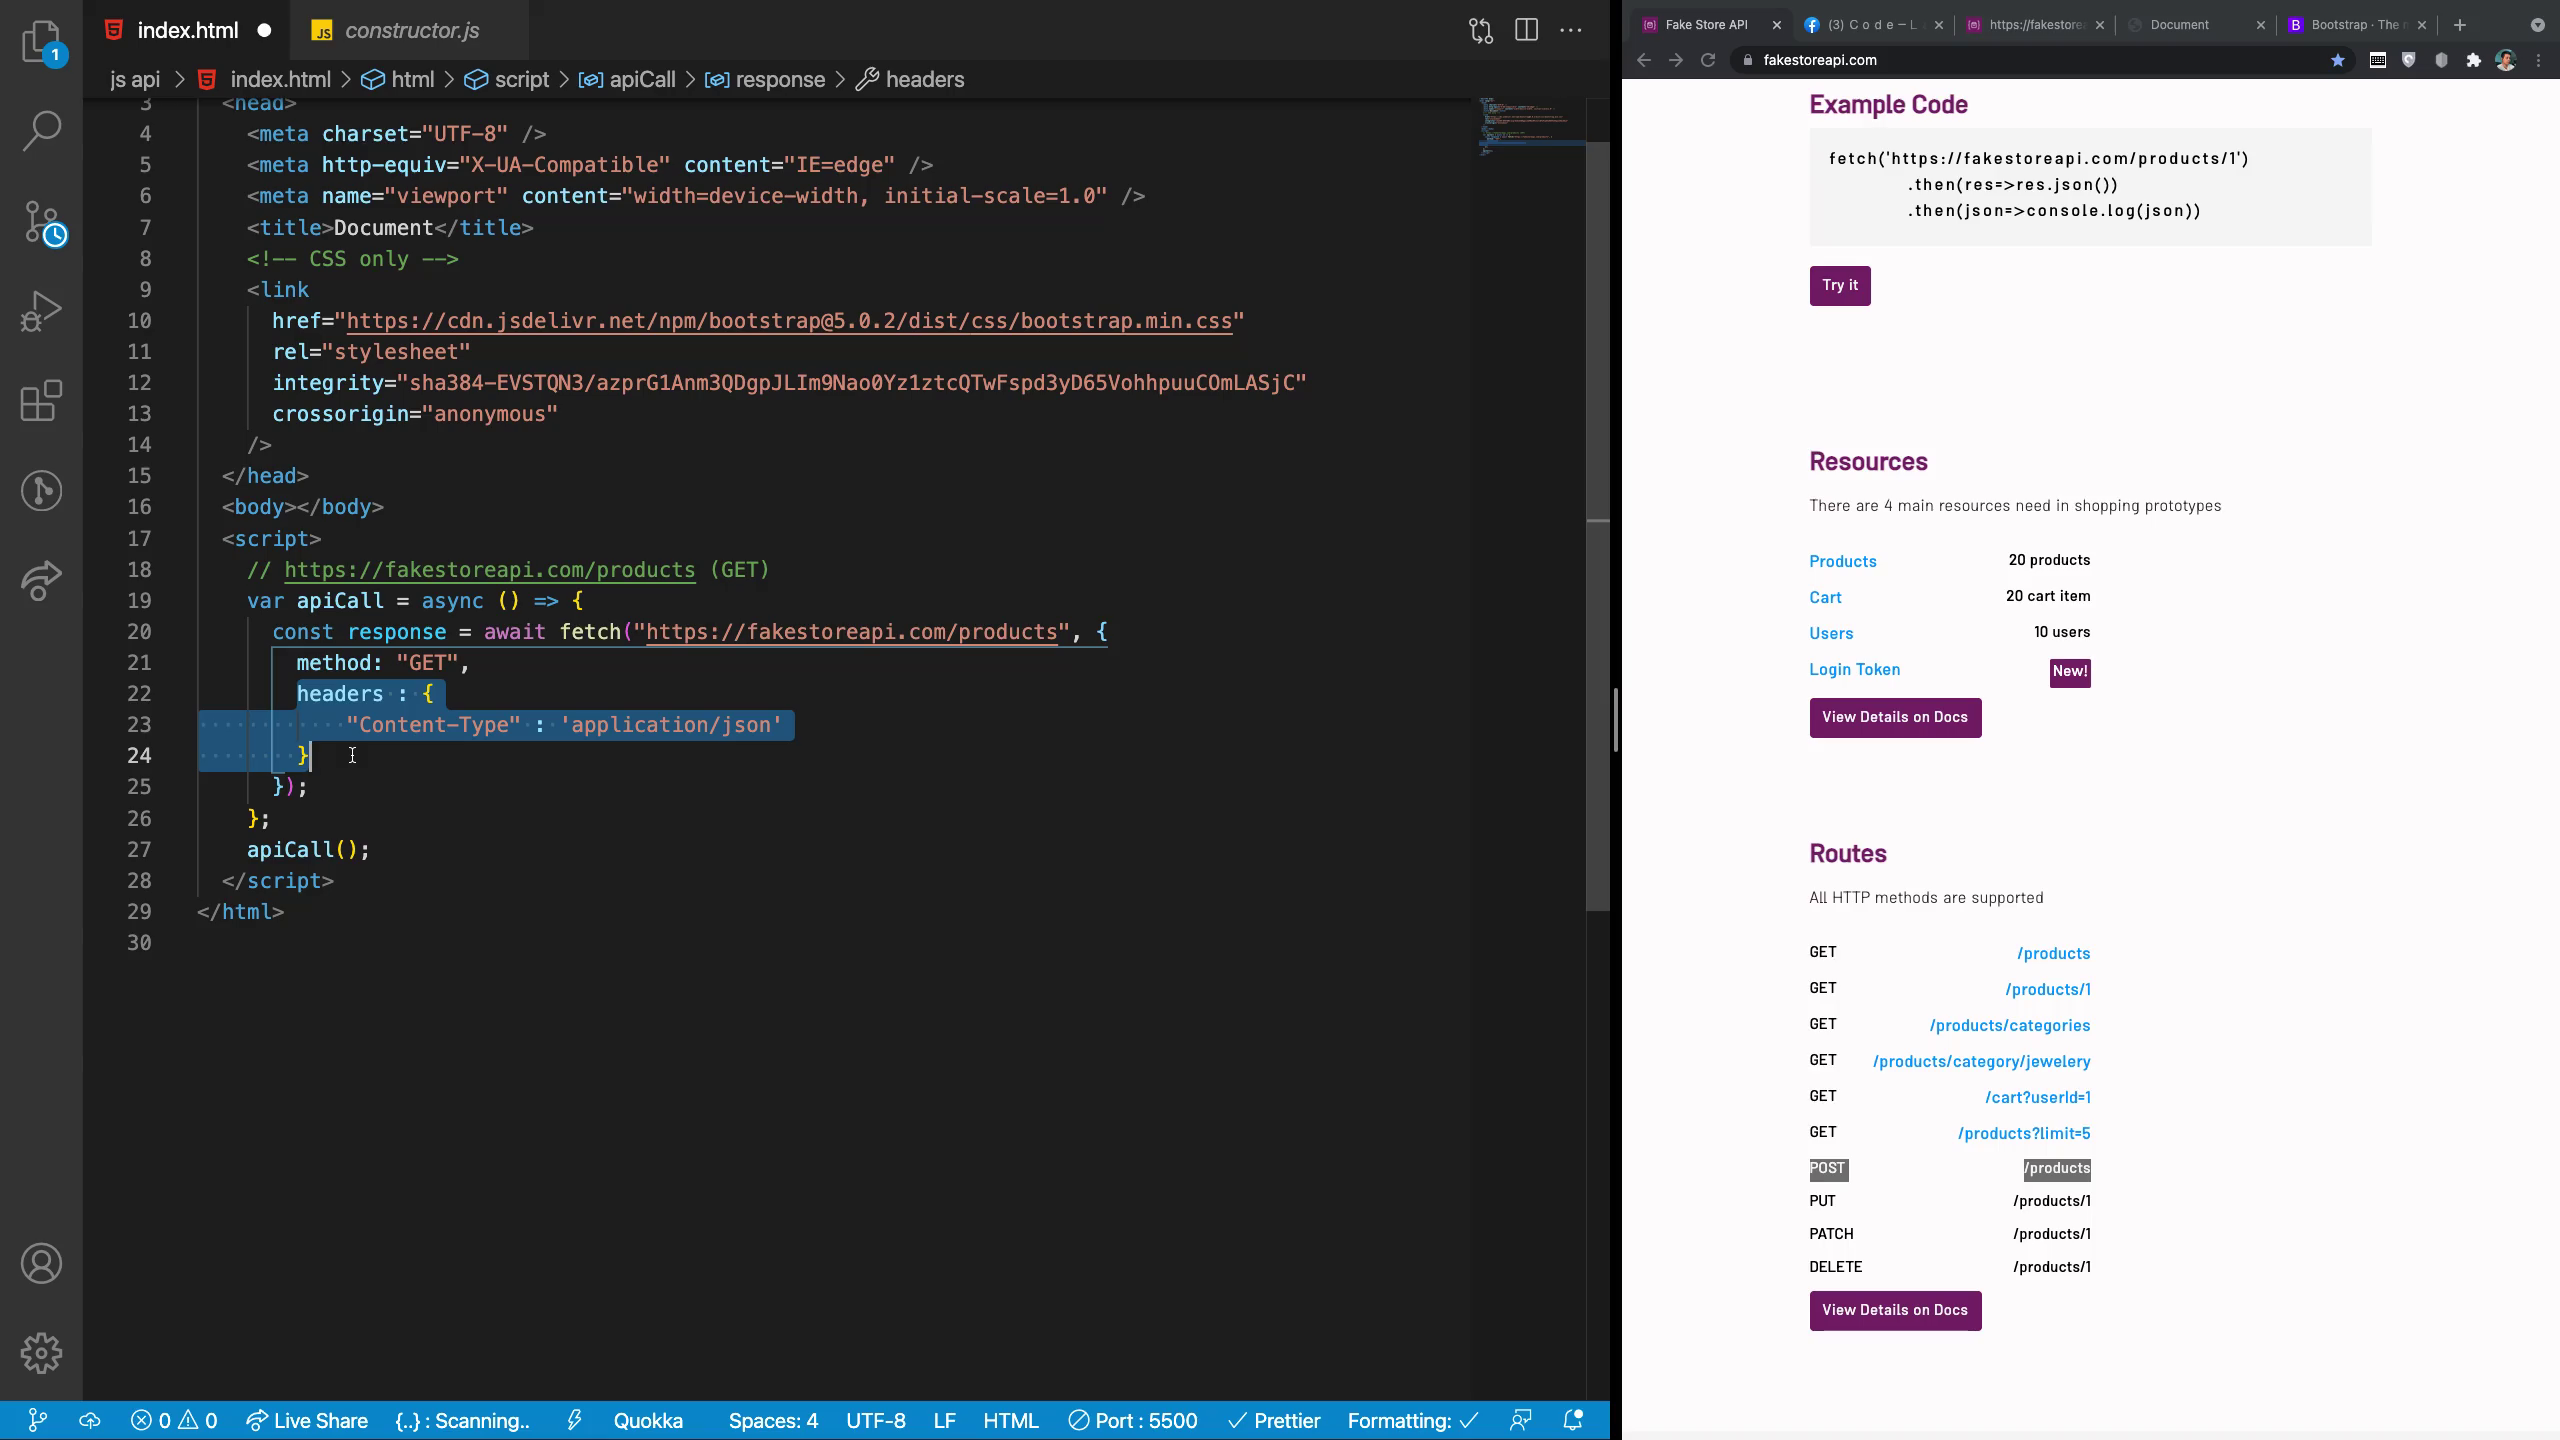 1
index.html
JS constructor.js
js api > index.html > html > script > apiCall > response > headers
3 <head>
4 <meta charset="UTF-8" />
5 <meta http-equiv="X-UA-Compatible" content="IE=edge" />
6 <meta name="viewport" content="width=device-width, initial-scale=1.0" />
7 <title>Document</title>
8 <!-- CSS only -->
9 <link
10 href="https://cdn.jsdelivr.net/npm/bootstrap@5.0.2/dist/css/bootstrap.min.css"
11 rel="stylesheet"
12 integrity="sha384-EVSTQN3/azprG1Anm3QDgpJLIm9Nao0Yz1ztcQTwFspd3yD65VohhpuuCOmLASjC"
13 crossorigin="anonymous"
14 />
15 </head>
16 <body></body>
17 <script>
18 // https://fakestoreapi.com/products (GET)
19 var apiCall = async () => {
20 const response = await fetch("https://fakestoreapi.com/products", {
21 method: "GET",
22 headers : {
23 "Content-Type" : 'application/json'
24 }
25 });
26 };
27 apiCall();
28 </script>
29 </html>
30
0 0 Live Share {..} : Scanning.. Quokka Spaces: 4 UTF-8 LF HTML Port : 5500 Prettier Formatting:
Fake Store API
(3) C o d e – L
https://fakestorea
Document
B Bootstrap · The
fakestoreapi.com
Example Code
fetch('https://fakestoreapi.com/products/1')
.then(res=>res.json())
.then(json=>console.log(json))
Try it
Resources
There are 4 main resources need in shopping prototypes
Products 20 products
Cart 20 cart item
Users 10 users
Login Token New!
View Details on Docs
Routes
All HTTP methods are supported
GET /products
GET /products/1
GET /products/categories
GET /products/category/jewelery
GET /cart?userId=1
GET /products?limit=5
POST /products
PUT /products/1
PATCH /products/1
DELETE /products/1
View Details on Docs